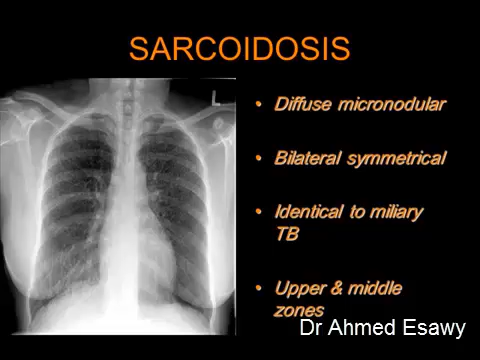 SARCOIDOSIS
• Diffuse micronodular
• Bilateral symmetrical
• Identical to miliary
TB
• Upper & middle
zones
Dr Ahmed Esawy
L